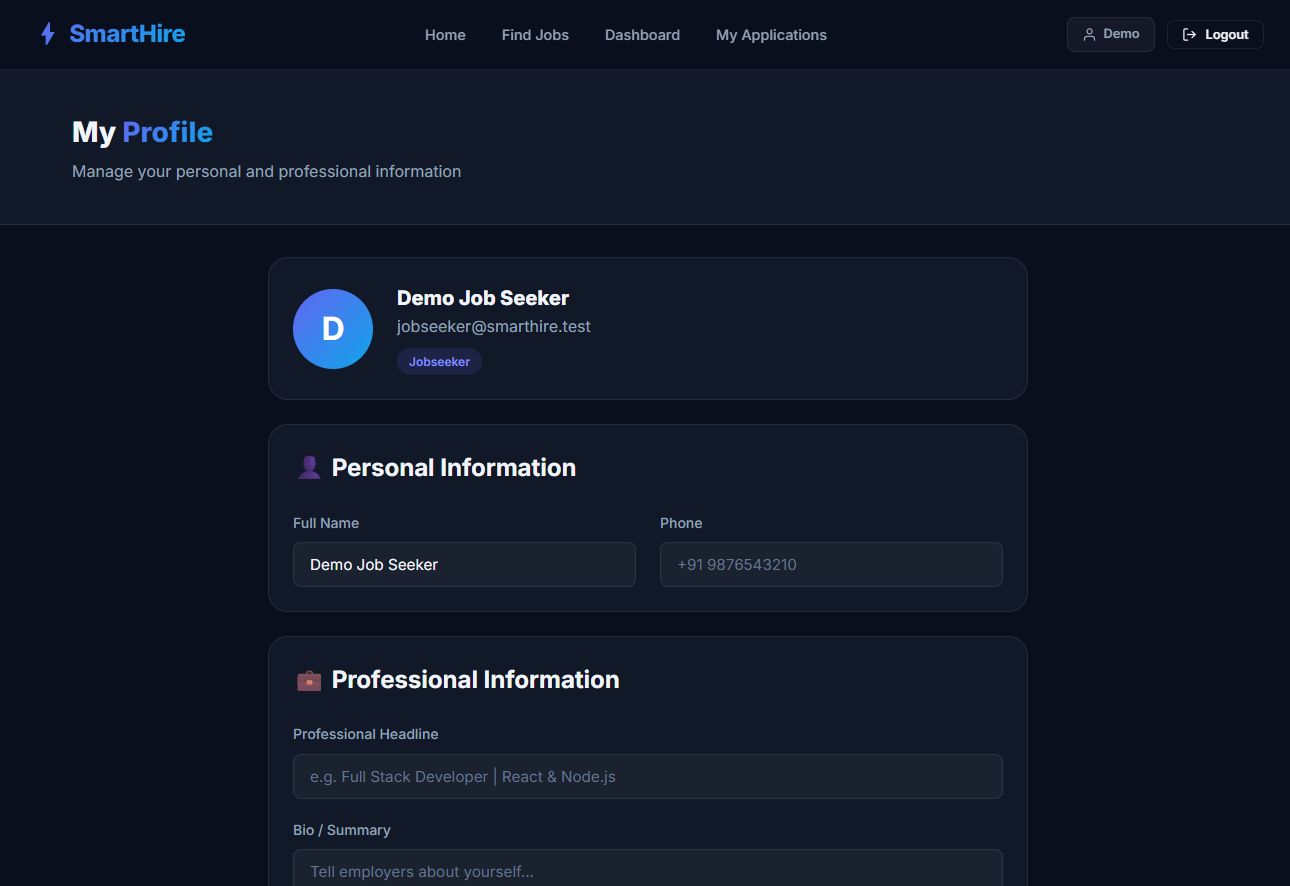 SmartHire
Home Find Jobs Dashboard My Applications
Demo
Logout
My Profile
Manage your personal and professional information
D
Demo Job Seeker
jobseeker@smarthire.test
Jobseeker
Personal Information
Full Name
Phone
Demo Job Seeker
+91 9876543210
Professional Information
Professional Headline
e.g. Full Stack Developer | React & Node.js
Bio / Summary
Tell employers about yourself...